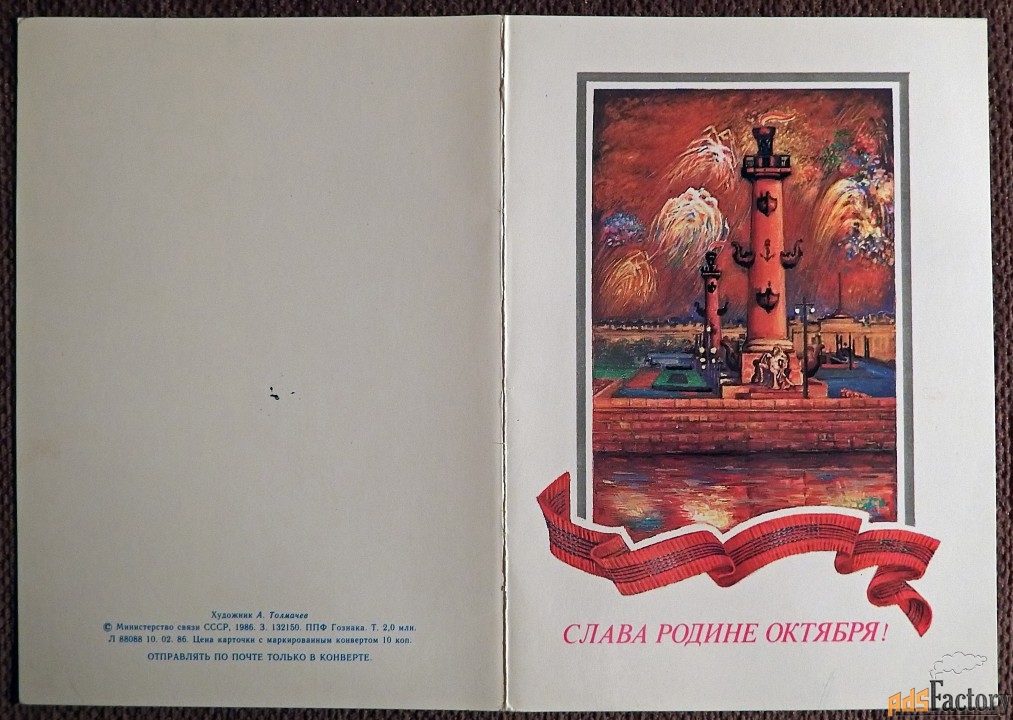 Художник А. Толмачев
© Министерство связи СССР, 1986. З. 132150. ППФ Гознака. Т. 2,0 млн.
Л 88088 10. 02. 86. Цена карточки с маркированным конвертом 10 коп.
ОТПРАВЛЯТЬ ПО ПОЧТЕ ТОЛЬКО В КОНВЕРТЕ.
СЛАВА РОДИНЕ ОКТЯБРЯ!
adsFactory